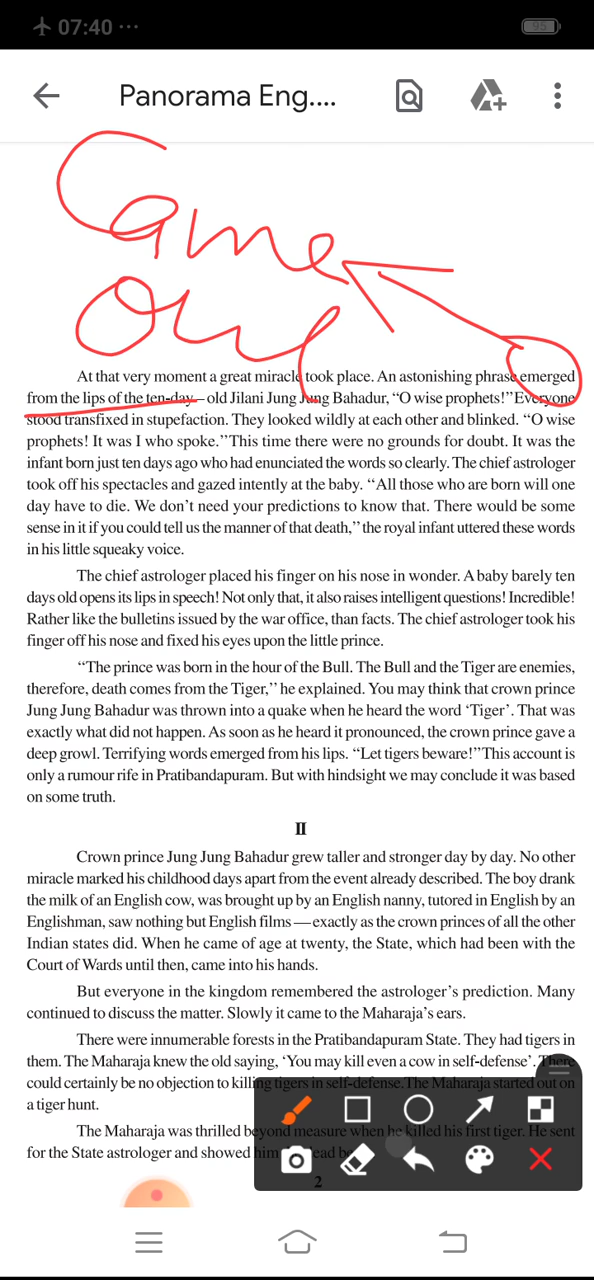 07:40 ...
95
Panorama Eng....
Came
out
At that very moment a great miracle took place. An astonishing phrase emerged
from the lips of the ten-day—old Jilani Jung Jung Bahadur, “O wise prophets!” Everyone
stood transfixed in stupefaction. They looked wildly at each other and blinked. “O wise
prophets! It was I who spoke.” This time there were no grounds for doubt. It was the
infant born just ten days ago who had enunciated the words so clearly. The chief astrologer
took off his spectacles and gazed intently at the baby. “All those who are born will one
day have to die. We don’t need your predictions to know that. There would be some
sense in it if you could tell us the manner of that death,” the royal infant uttered these words
in his little squeaky voice.
The chief astrologer placed his finger on his nose in wonder. A baby barely ten
days old opens its lips in speech! Not only that, it also raises intelligent questions! Incredible!
Rather like the bulletins issued by the war office, than facts. The chief astrologer took his
finger off his nose and fixed his eyes upon the little prince.
“The prince was born in the hour of the Bull. The Bull and the Tiger are enemies,
therefore, death comes from the Tiger,” he explained. You may think that crown prince
Jung Jung Bahadur was thrown into a quake when he heard the word ‘Tiger’. That was
exactly what did not happen. As soon as he heard it pronounced, the crown prince gave a
deep growl. Terrifying words emerged from his lips. “Let tigers beware!” This account is
only a rumour rife in Pratibandapuram. But with hindsight we may conclude it was based
on some truth.
II
Crown prince Jung Jung Bahadur grew taller and stronger day by day. No other
miracle marked his childhood days apart from the event already described. The boy drank
the milk of an English cow, was brought up by an English nanny, tutored in English by an
Englishman, saw nothing but English films — exactly as the crown princes of all the other
Indian states did. When he came of age at twenty, the State, which had been with the
Court of Wards until then, came into his hands.
But everyone in the kingdom remembered the astrologer’s prediction. Many
continued to discuss the matter. Slowly it came to the Maharaja’s ears.
There were innumerable forests in the Pratibandapuram State. They had tigers in
them. The Maharaja knew the old saying, ‘You may kill even a cow in self-defense’. There
could certainly be no objection to killing tigers in self-defense. The Maharaja started out on
a tiger hunt.
The Maharaja was thrilled beyond measure when he killed his first tiger. He sent
for the State astrologer and showed him
2